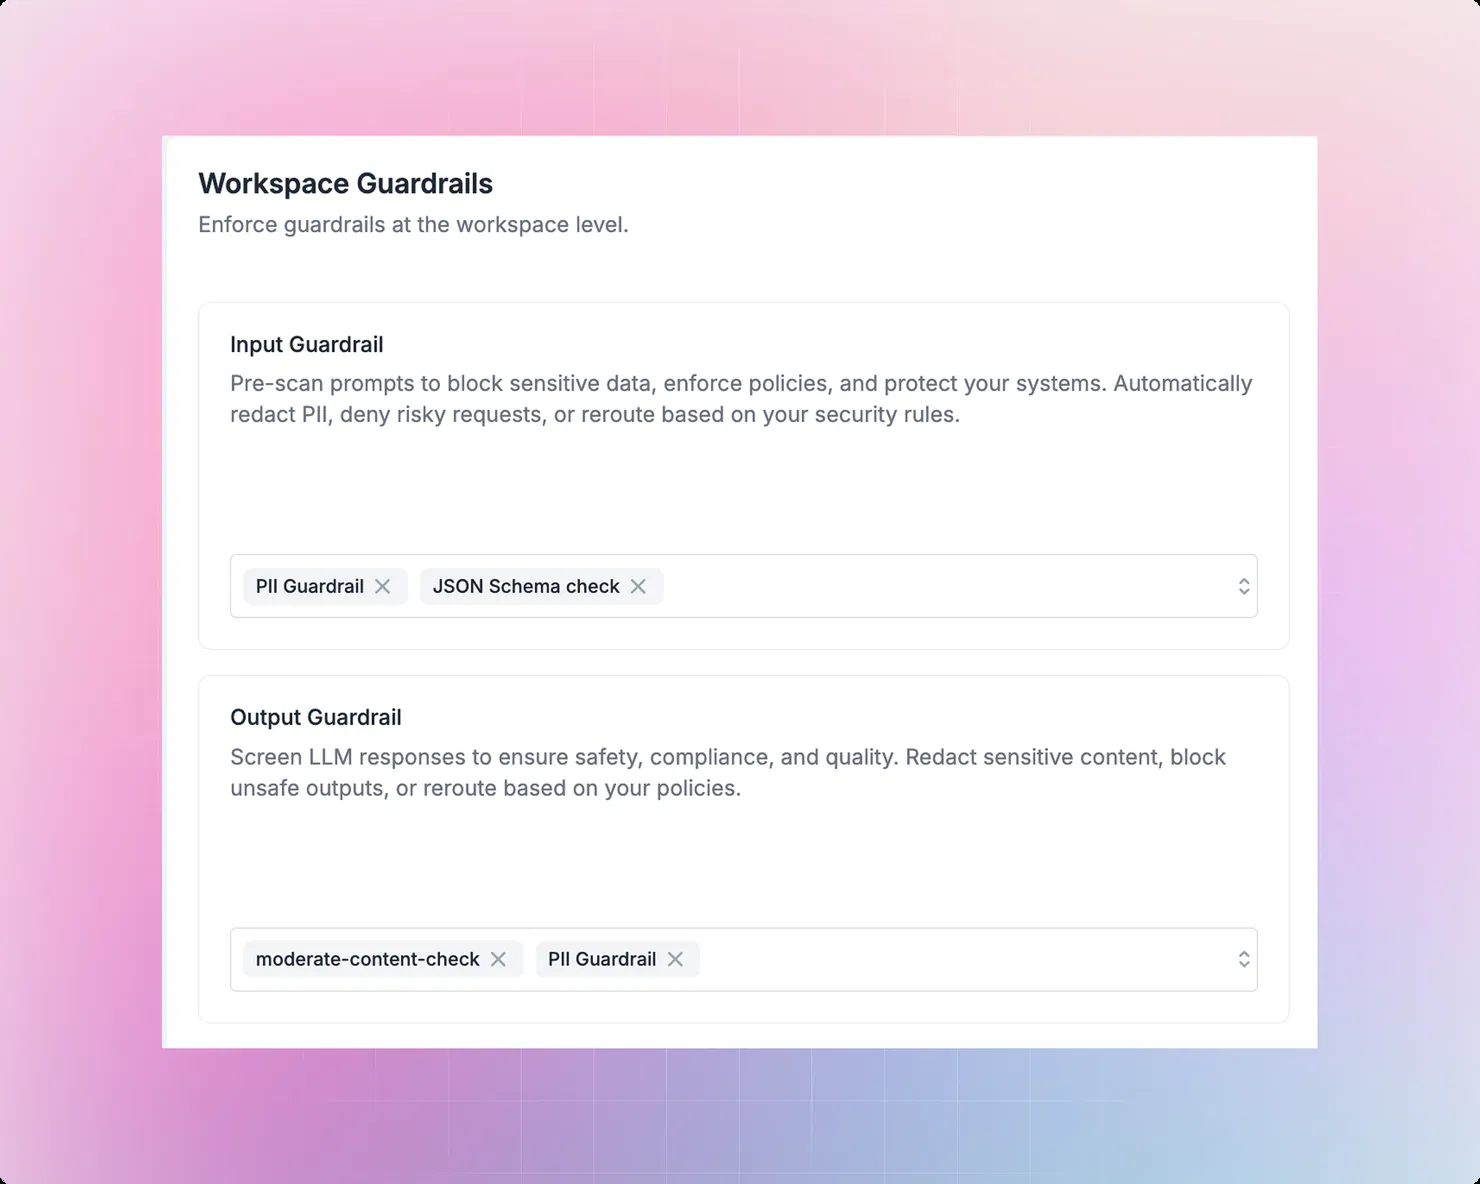 Workspace Guardrails
Enforce guardrails at the workspace level.
Input Guardrail
Pre-scan prompts to block sensitive data, enforce policies, and protect your systems. Automatically
redact PII, deny risky requests, or reroute based on your security rules.
PII Guardrail
JSON Schema check
Output Guardrail
Screen LLM responses to ensure safety, compliance, and quality. Redact sensitive content, block
unsafe outputs, or reroute based on your policies.
moderate-content-check
PII Guardrail